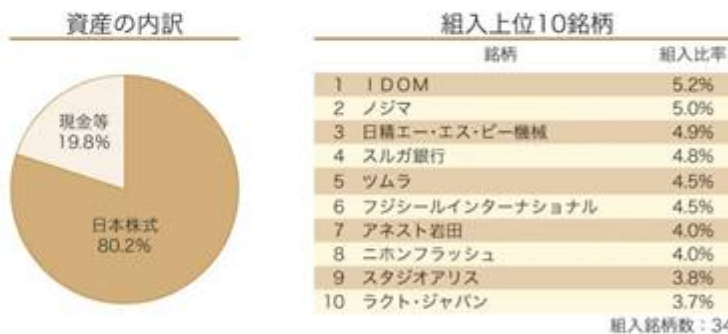 資産の内訳
現金等
19.8%
日本株式
80.2%
組入上位10銘柄
銘柄 組入比率
1 IDOM 5.2%
2 ノジマ 5.0%
3 日精エー・エス・ビー機械 4.9%
4 スルガ銀行 4.8%
5 ツムラ 4.5%
6 フジシールインターナショナル 4.5%
7 アネスト岩田 4.0%
8 ニホンフラッシュ 4.0%
9 スタジオアリス 3.8%
10 ラクト・ジャパン 3.7%
組入銘柄数:34